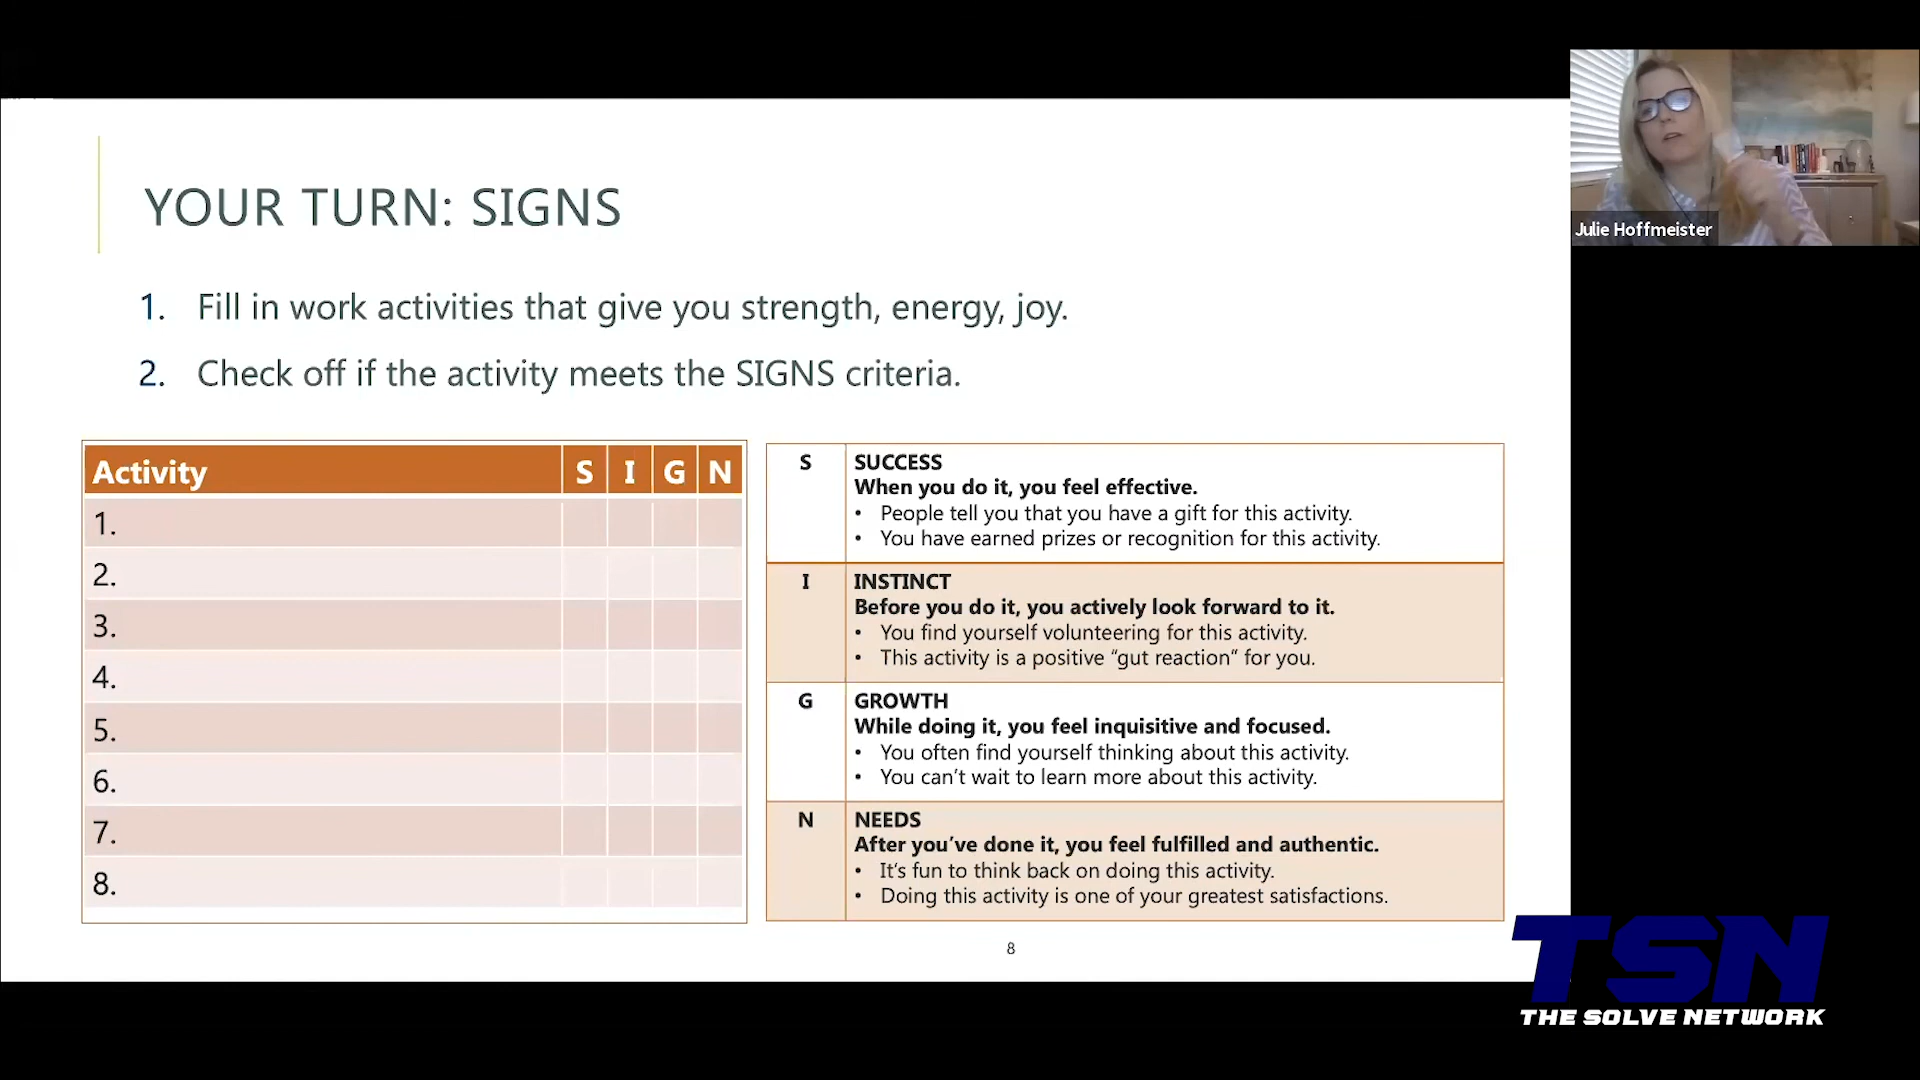 YOUR TURN: SIGNS
1. Fill in work activities that give you strength, energy, joy.
2. Check off if the activity meets the SIGNS criteria.
Activity S I G N
1.
2.
3.
4.
5.
6.
7.
8.
S SUCCESS
When you do it, you feel effective.
• People tell you that you have a gift for this activity.
• You have earned prizes or recognition for this activity.
I INSTINCT
Before you do it, you actively look forward to it.
• You find yourself volunteering for this activity.
• This activity is a positive “gut reaction” for you.
G GROWTH
While doing it, you feel inquisitive and focused.
• You often find yourself thinking about this activity.
• You can’t wait to learn more about this activity.
N NEEDS
After you’ve done it, you feel fulfilled and authentic.
• It’s fun to think back on doing this activity.
• Doing this activity is one of your greatest satisfactions.
8
Julie Hoffmeister
TSN
THE SOLVE NETWORK